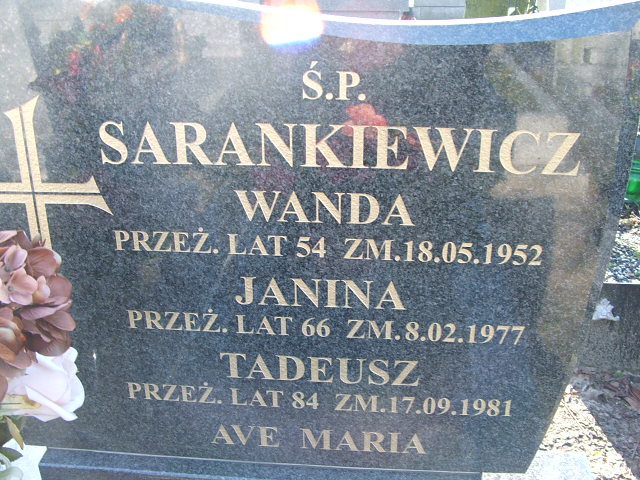 Ś.P.
SARANKIEWICZ
WANDA
PRZEŻ. LAT 54 ZM.18.05.1952
JANINA
PRZEŻ. LAT 66 ZM.8.02.1977
TADEUSZ
PRZEŻ. LAT 84 ZM.17.09.1981
AVE MARIA